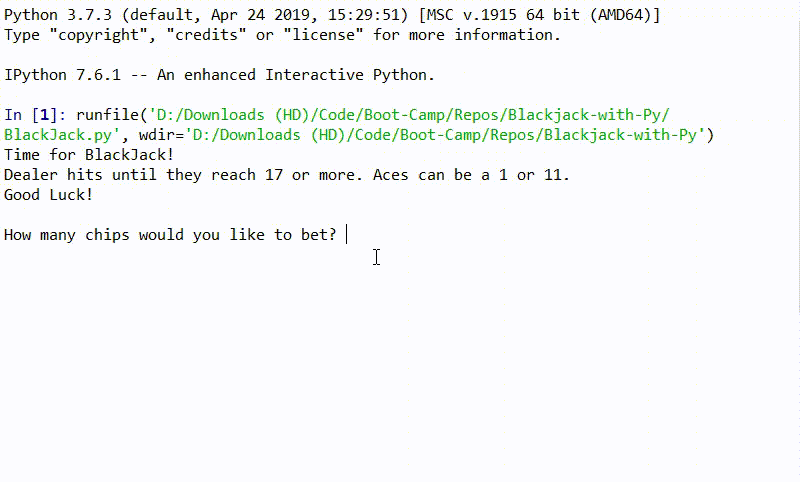 Python 3.7.3 (default, Apr 24 2019, 15:29:51) [MSC v.1915 64 bit (AMD64)]
Type "copyright", "credits" or "license" for more information.
IPython 7.6.1 -- An enhanced Interactive Python.
In [1]: runfile('D:/Downloads (HD)/Code/Boot-Camp/Repos/Blackjack-with-Py/
BlackJack.py', wdir='D:/Downloads (HD)/Code/Boot-Camp/Repos/Blackjack-with-Py')
Time for BlackJack!
Dealer hits until they reach 17 or more. Aces can be a 1 or 11.
Good Luck!
How many chips would you like to bet?